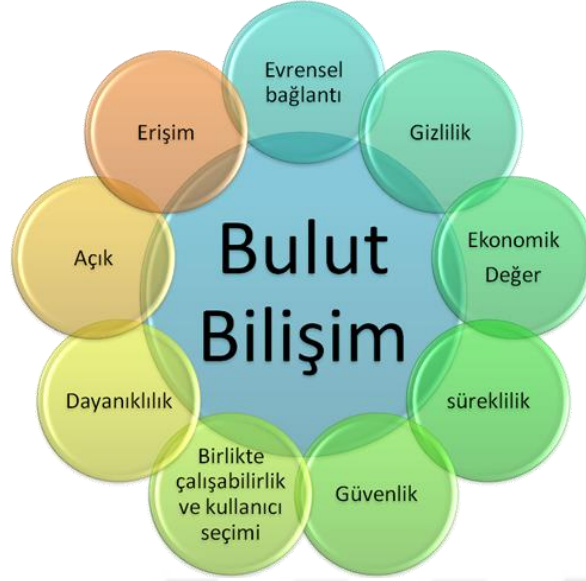 Bulut
Bilişim
Evrensel
bağlantı
Gizlilik
Ekonomik
Değer
süreklilik
Güvenlik
Birlikte
çalışabilirlik
ve kullanıcı
seçimi
Dayanıklılık
Açık
Erişim